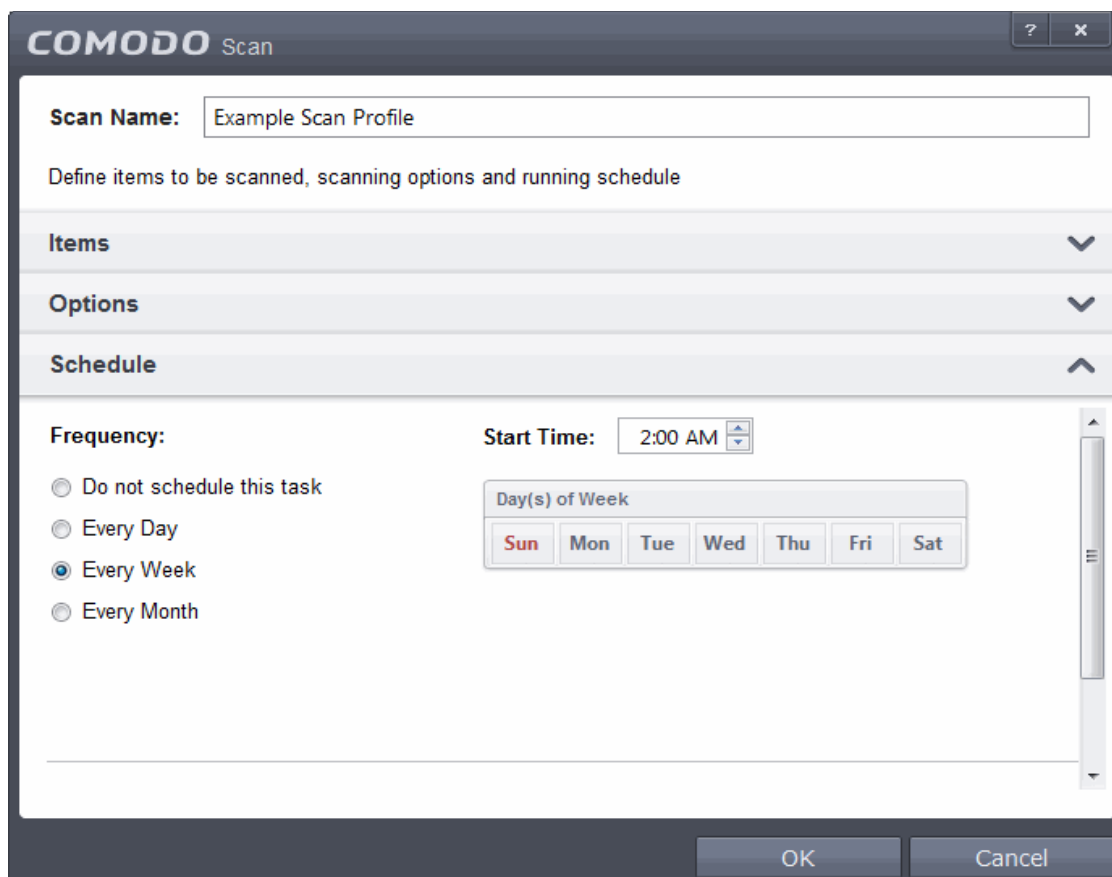 COMODO Scan
?
x
Scan Name: Example Scan Profile
Define items to be scanned, scanning options and running schedule
Items
Options
Schedule
Frequency:
Do not schedule this task
Every Day
Every Week
Every Month
Start Time: 2:00 AM
Day(s) of Week
Sun Mon Tue Wed Thu Fri Sat
OK
Cancel